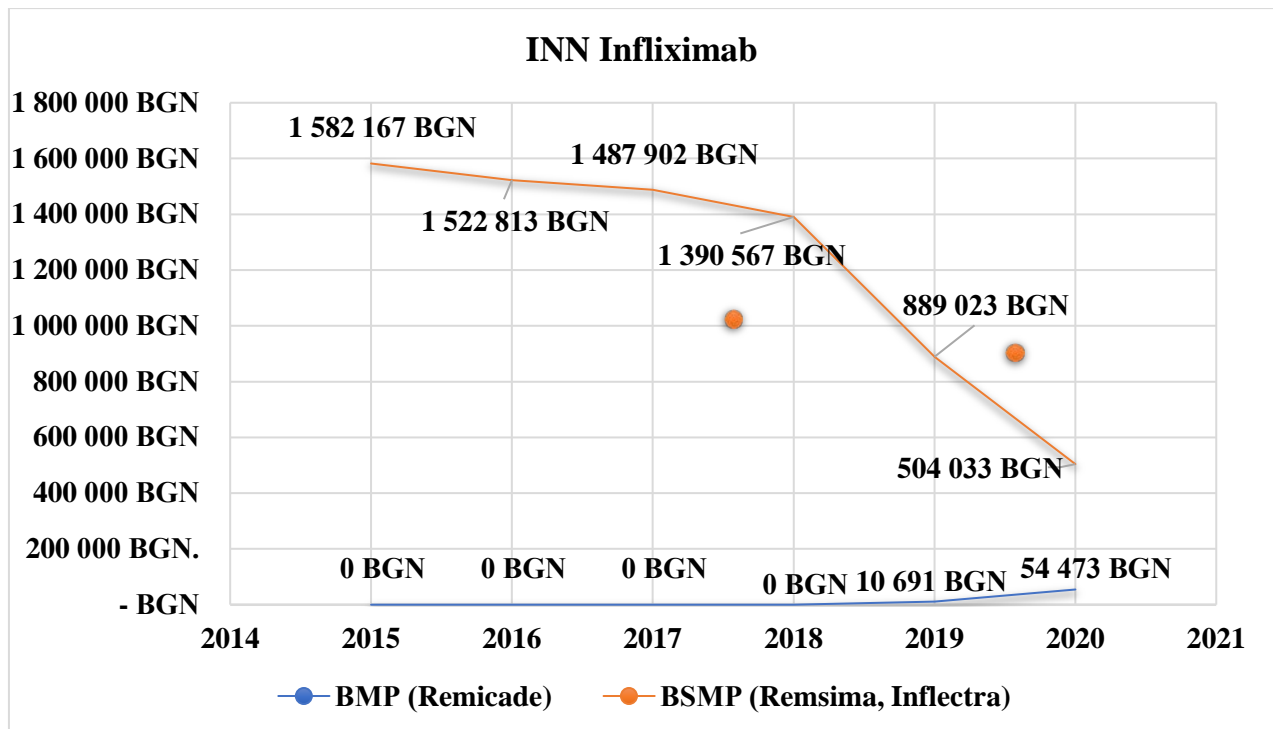 INN Infliximab
1 800 000 BGN
1 600 000 BGN
1 400 000 BGN
1 200 000 BGN
1 000 000 BGN
800 000 BGN
600 000 BGN
400 000 BGN
200 000 BGN.
- BGN
1 582 167 BGN
1 522 813 BGN
1 487 902 BGN
1 390 567 BGN
889 023 BGN
504 033 BGN
0 BGN
0 BGN
0 BGN
0 BGN
10 691 BGN
54 473 BGN
2014 2015 2016 2017 2018 2019 2020 2021
BMP (Remicade) BSMP (Remsima, Inflectra)